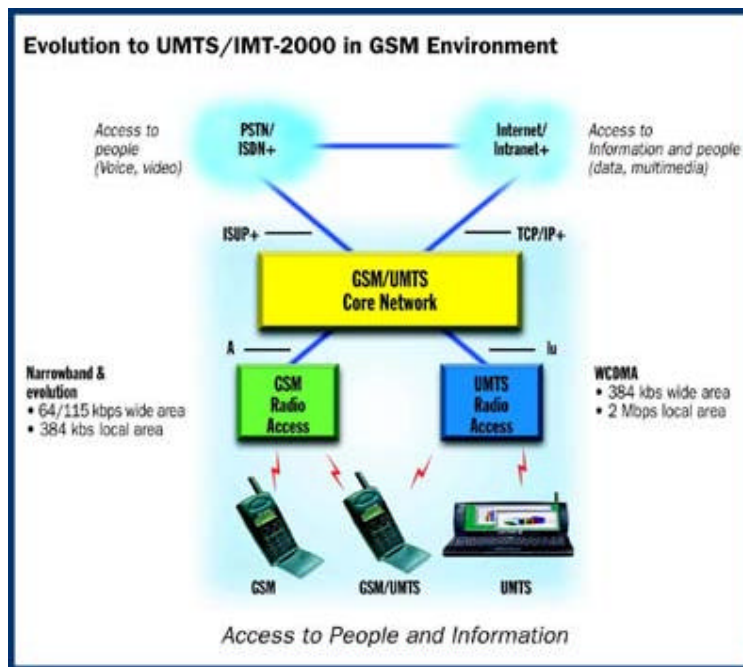 Evolution to UMTS/IMT-2000 in GSM Environment
Access to
people
(Voice, video)
PSTN/
ISDN+
Internet/
Intranet+
Access to
Information and people
(data, multimedia)
ISUP+
TCP/IP+
GSM/UMTS
Core Network
A
Iu
Narrowband &
evolution
• 64/115 kbps wide area
• 384 kbs local area
GSM
Radio
Access
UMTS
Radio
Access
WCDMA
• 384 kbs wide area
• 2 Mbps local area
GSM
GSM/UMTS
UMTS
Access to People and Information